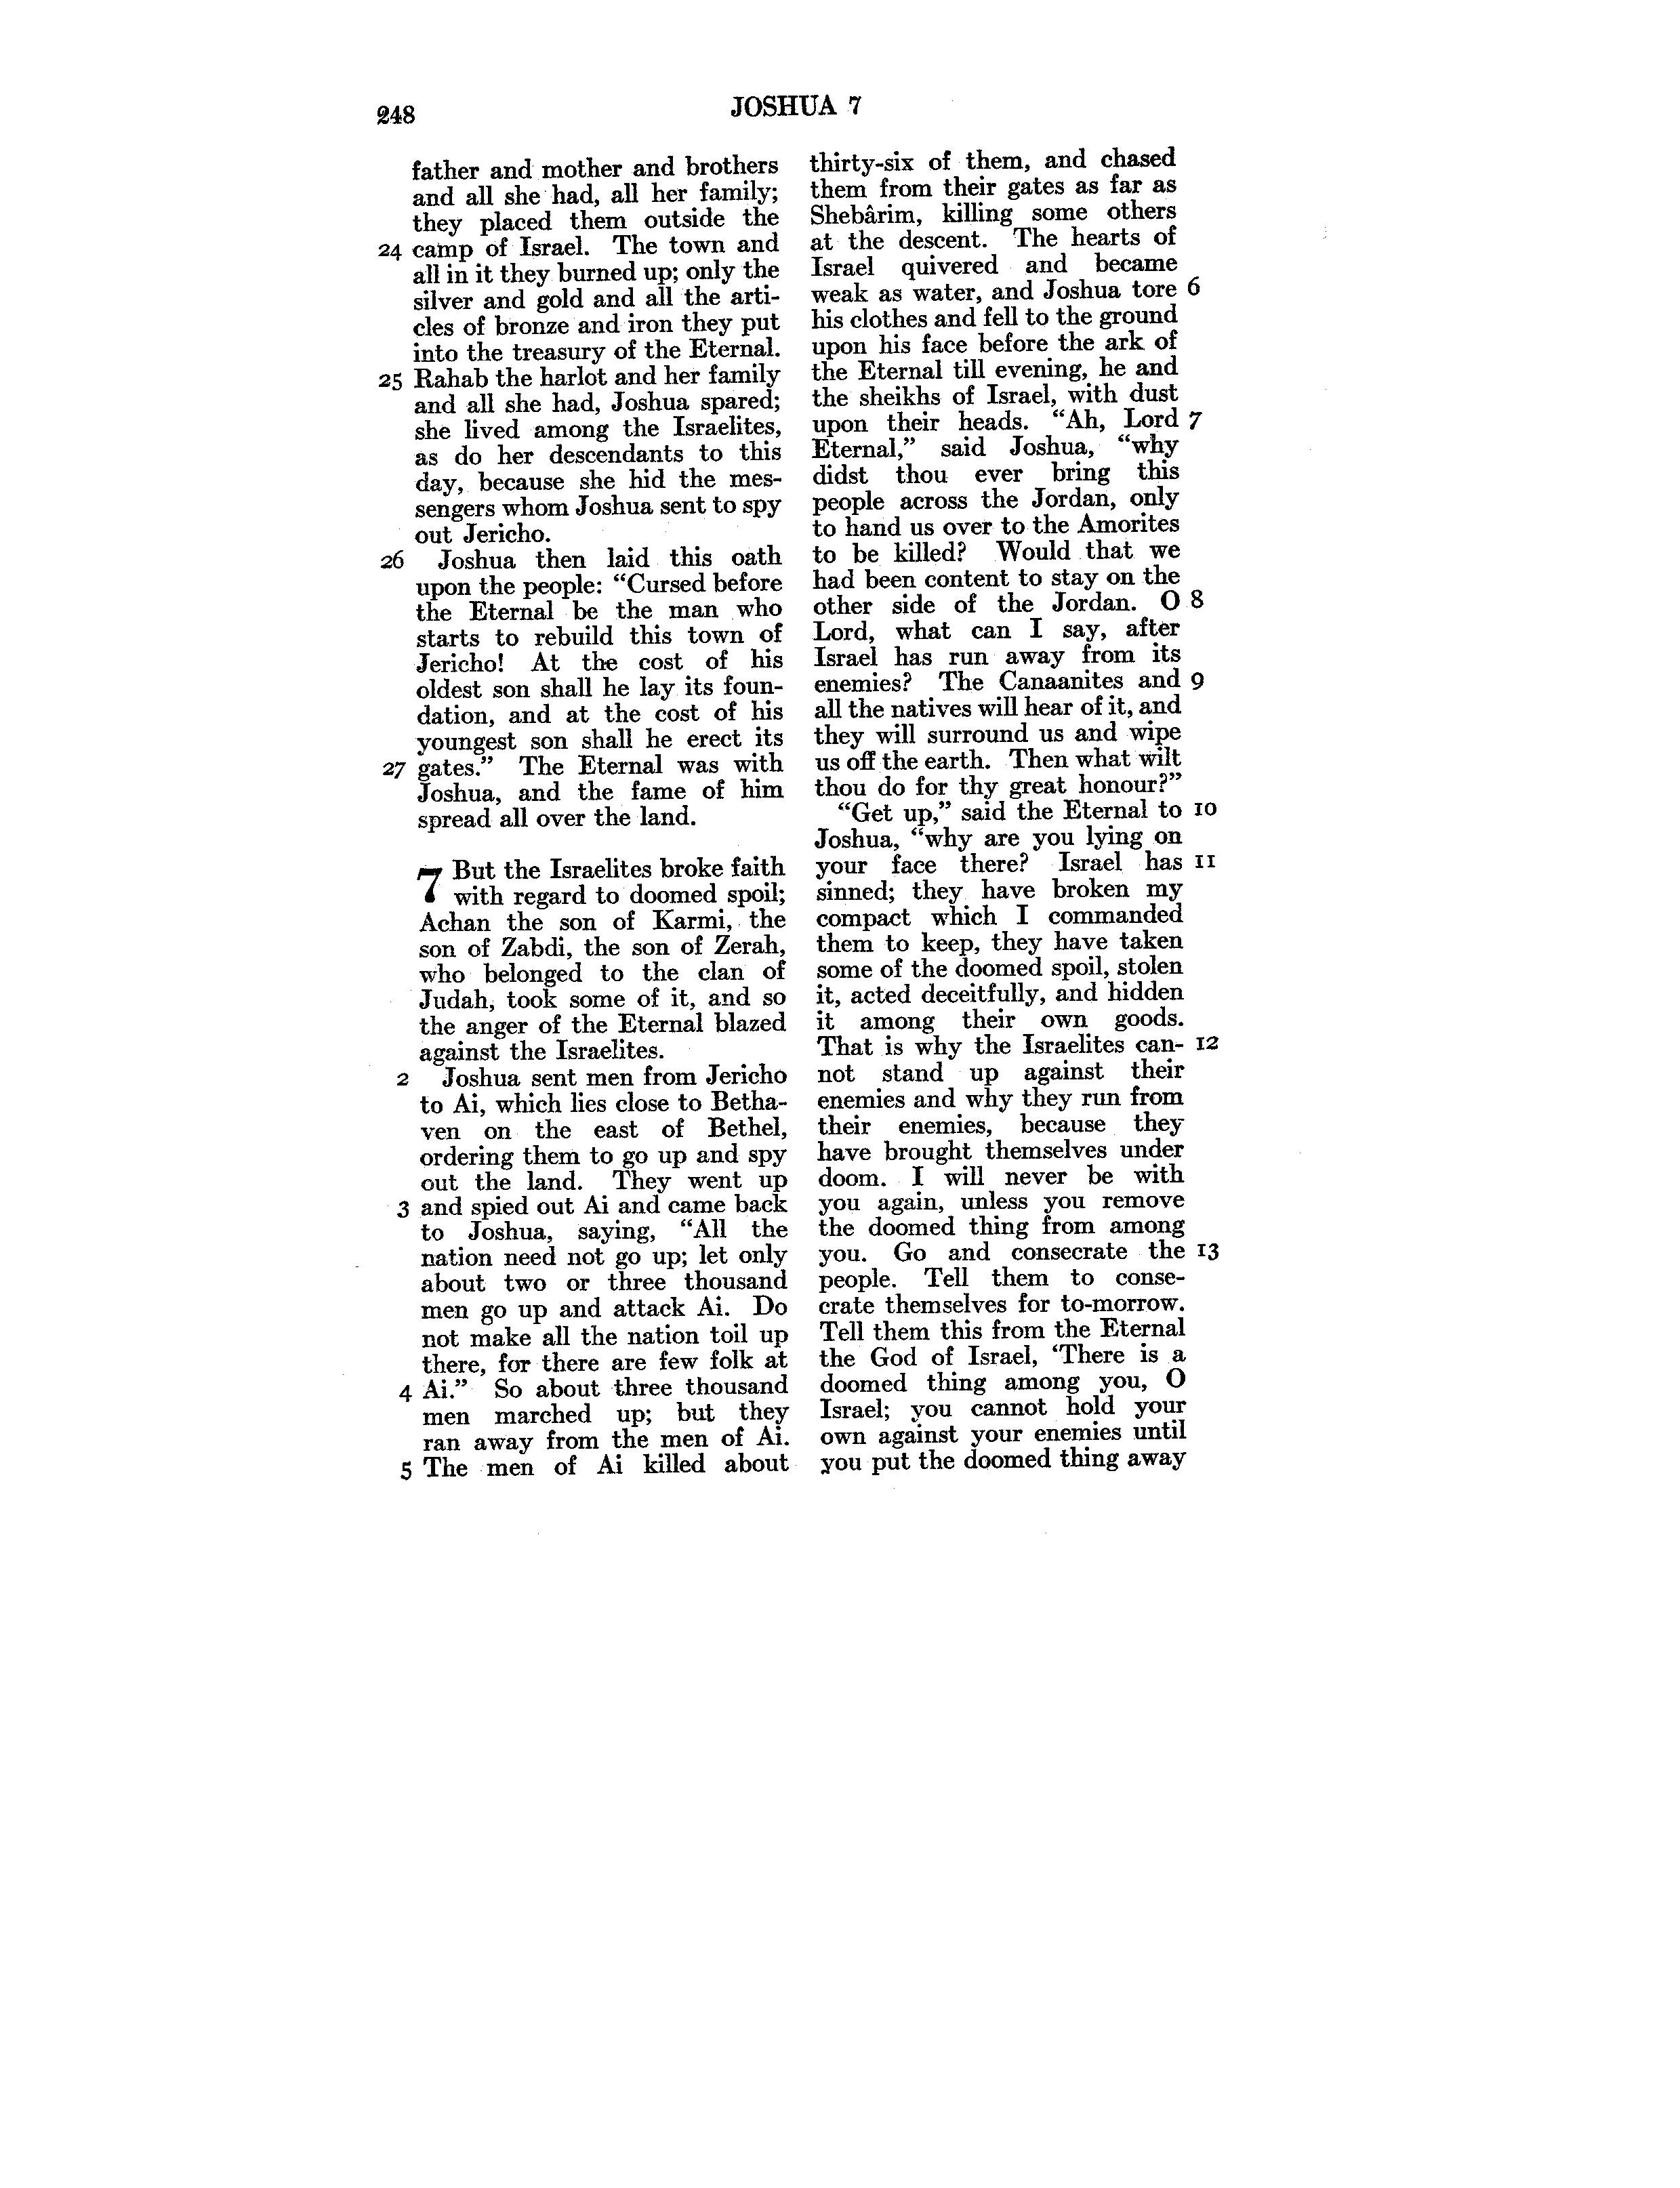 248
JOSHUA 7
father and mother and brothers
and all she had, all her family;
they placed them outside the
24 camp of Israel. The town and
all in it they burned up; only the
silver and gold and all the arti-
cles of bronze and iron they put
into the treasury of the Eternal.
25 Rahab the harlot and her family
and all she had, Joshua spared;
she lived among the Israelites,
as do her descendants to this
day, because she hid the mes-
sengers whom Joshua sent to spy
out Jericho.
26 Joshua then laid this oath
upon the people: “Cursed before
the Eternal be the man who
starts to rebuild this town of
Jericho! At the cost of his
oldest son shall he lay its foun-
dation, and at the cost of his
youngest son shall he erect its
27 gates.” The Eternal was with
Joshua, and the fame of him
spread all over the land.
7 But the Israelites broke faith
with regard to doomed spoil;
Achan the son of Karmi, the
son of Zabdi, the son of Zerah,
who belonged to the clan of
Judah, took some of it, and so
the anger of the Eternal blazed
against the Israelites.
2 Joshua sent men from Jericho
to Ai, which lies close to Betha-
ven on the east of Bethel,
ordering them to go up and spy
out the land. They went up
3 and spied out Ai and came back
to Joshua, saying, “All the
nation need not go up; let only
about two or three thousand
men go up and attack Ai. Do
not make all the nation toil up
there, for there are few folk at
4 Ai.” So about three thousand
men marched up; but they
ran away from the men of Ai.
5 The men of Ai killed about
thirty-six of them, and chased
them from their gates as far as
Shebârim, killing some others
at the descent. The hearts of
Israel quivered and became
weak as water, and Joshua tore 6
his clothes and fell to the ground
upon his face before the ark of
the Eternal till evening, he and
the sheikhs of Israel, with dust
upon their heads. “Ah, Lord 7
Eternal,” said Joshua, “why
didst thou ever bring this
people across the Jordan, only
to hand us over to the Amorites
to be killed? Would that we
had been content to stay on the
other side of the Jordan. O 8
Lord, what can I say, after
Israel has run away from its
enemies? The Canaanites and 9
all the natives will hear of it, and
they will surround us and wipe
us off the earth. Then what wilt
thou do for thy great honour?”
“Get up,” said the Eternal to 10
Joshua, “why are you lying on
your face there? Israel has 11
sinned; they have broken my
compact which I commanded
them to keep, they have taken
some of the doomed spoil, stolen
it, acted deceitfully, and hidden
it among their own goods.
That is why the Israelites can- 12
not stand up against their
enemies and why they run from
their enemies, because they
have brought themselves under
doom. I will never be with
you again, unless you remove
the doomed thing from among
you. Go and consecrate the 13
people. Tell them to conse-
crate themselves for to-morrow.
Tell them this from the Eternal
the God of Israel, ‘There is a
doomed thing among you, O
Israel; you cannot hold your
own against your enemies until
you put the doomed thing away